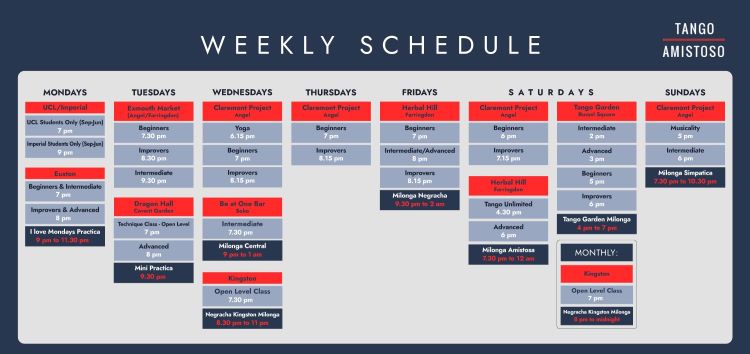 WEEKLY SCHEDULE
TANGO
AMISTOSO
MONDAYS
UCL/Imperial
UCL Students Only (Sep-Jun)
7 pm
Imperial Students Only (Sep-Jun)
9 pm
Euston
Beginners & Intermediate
7 pm
Improvers & Advanced
8 pm
I love Mondays Practica
9 pm to 11.30 pm
TUESDAYS
Exmouth Market
(Angel/Farringdon)
Beginners
7.30 pm
Improvers
8.30 pm
Intermediate
9.30 pm
Dragon Hall
Covent Garden
Technique Class - Open Level
7 pm
Advanced
8 pm
Mini Practica
9.30 pm
WEDNESDAYS
Claremont Project
Angel
Yoga
6.15 pm
Beginners
7 pm
Improvers
8.15 pm
Be at One Bar
Soho
Intermediate
7.30 pm
Milonga Central
9 pm to 1 am
Kingston
Open Level Class
7.30 pm
Negracha Kingston Milonga
8.30 pm to 11 pm
THURSDAYS
Claremont Project
Angel
Beginners
7 pm
Improvers
8.15 pm
FRIDAYS
Herbal Hill
Farringdon
Beginners
7 pm
Intermediate/Advanced
8 pm
Improvers
8.15 pm
Milonga Negracha
9.30 pm to 2 am
SATURDAYS
Claremont Project
Angel
Beginners
6 pm
Improvers
7.15 pm
Herbal Hill
Farringdon
Tango Unlimited
4.30 pm
Advanced
6 pm
Milonga Amistosa
7.30 pm to 12 am
Tango Garden
Russel Square
Intermediate
2 pm
Advanced
3 pm
Beginners
5 pm
Improvers
6 pm
Tango Garden Milonga
4 pm to 7 pm
MONTHLY:
Kingston
Open Level Class
7 pm
Negracha Kingston Milonga
8 pm to midnight
SUNDAYS
Claremont Project
Angel
Musicality
5 pm
Intermediate
6 pm
Milonga Simpatica
7.30 pm to 10.30 pm